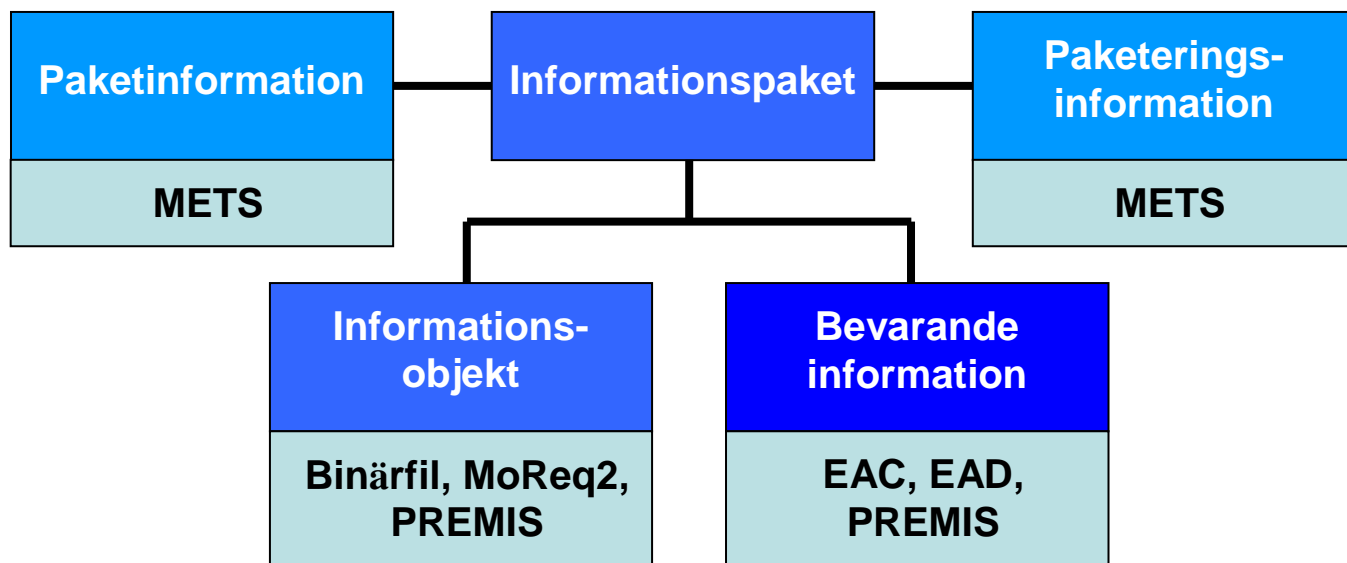 Paketinformation
METS
Informationspaket
Paketerings-
information
METS
Informations-
objekt
Binärfil, MoReq2,
PREMIS
Bevarande
information
EAC, EAD,
PREMIS